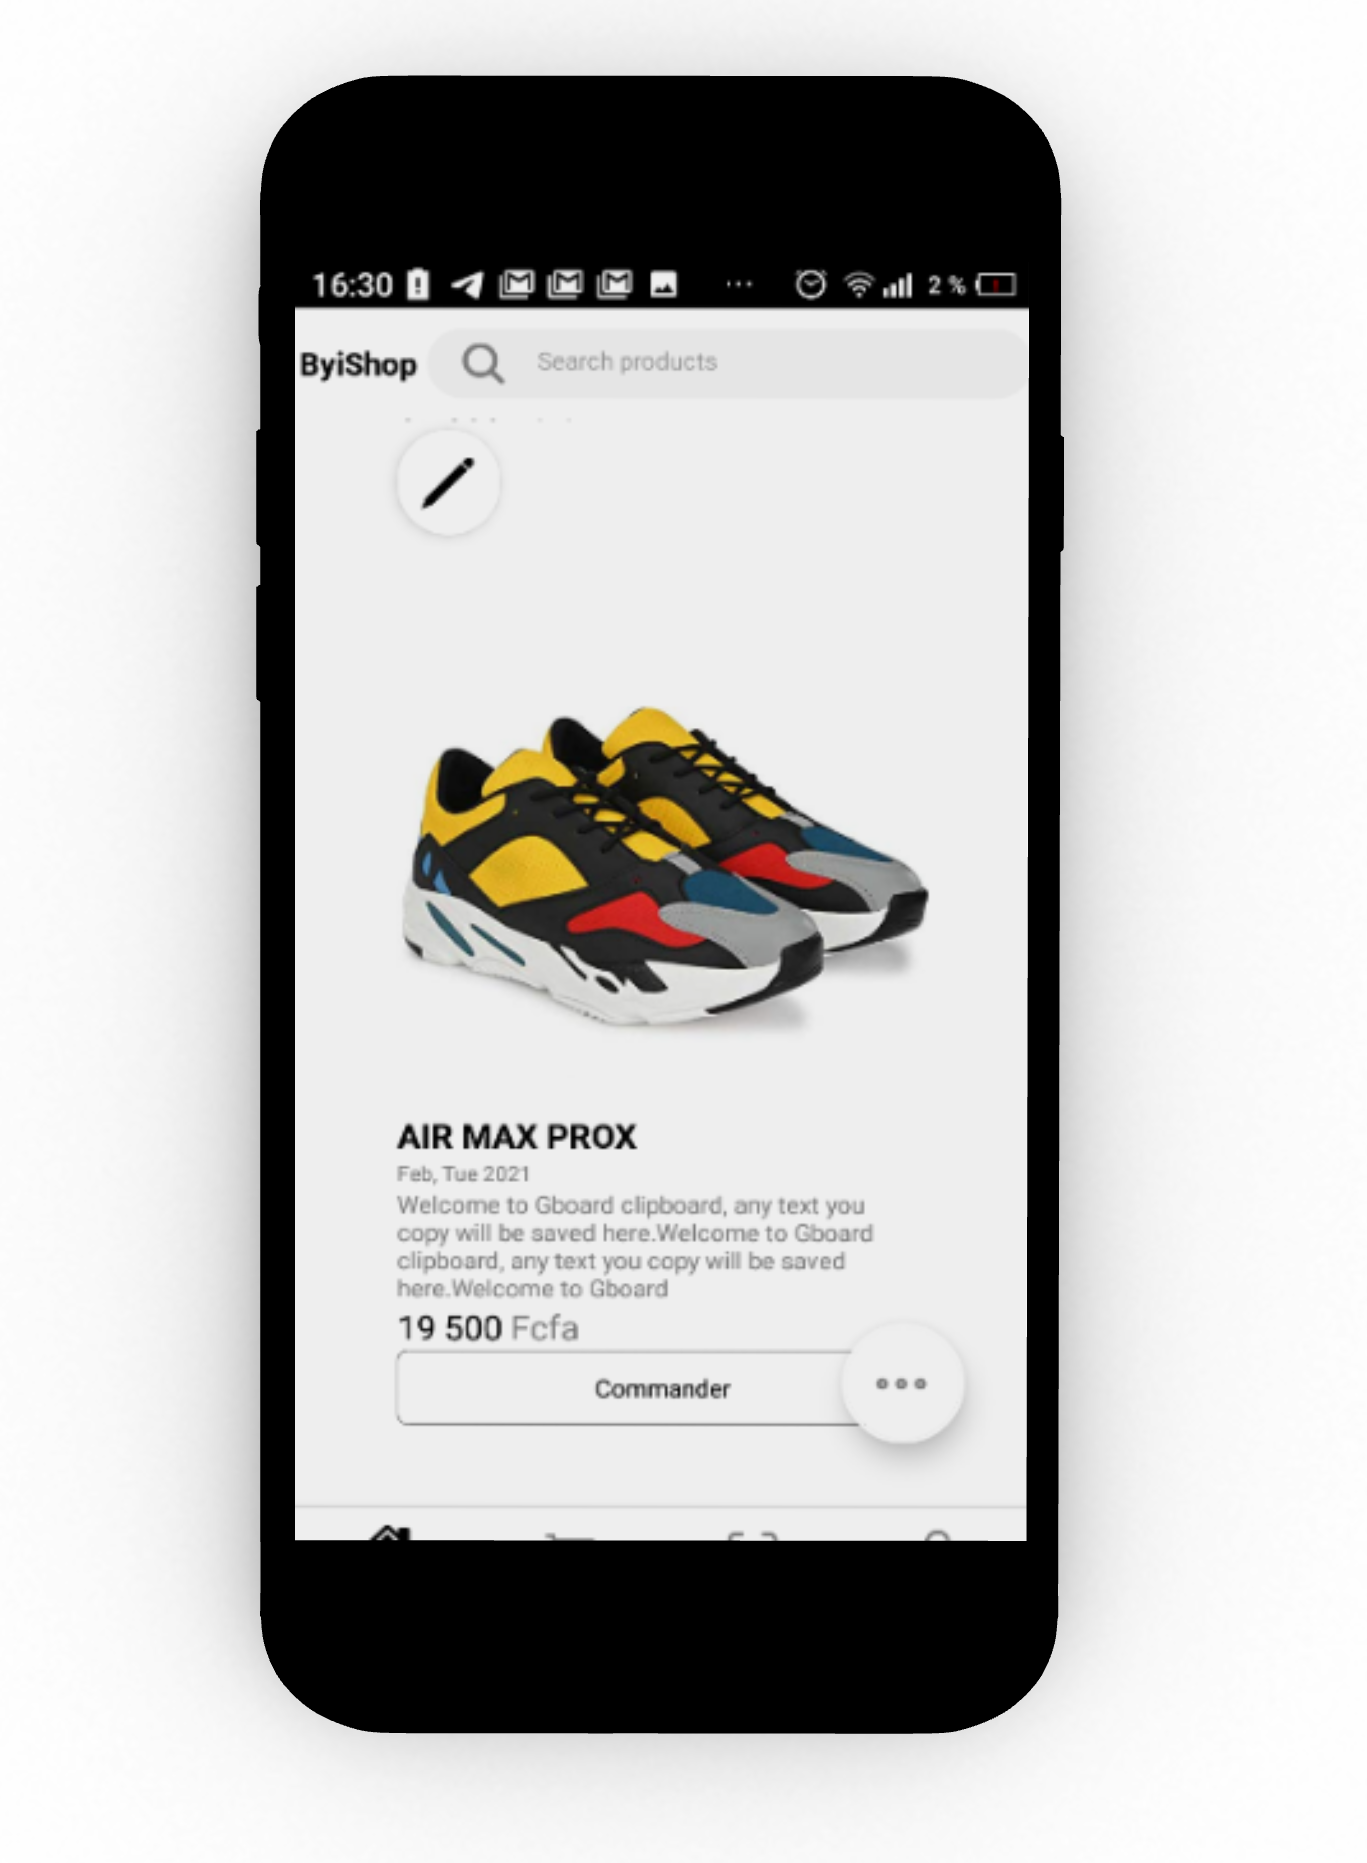 16:30 2 %
ByiShop Search products
AIR MAX PROX
Feb, Tue 2021
Welcome to Gboard clipboard, any text you
copy will be saved here.Welcome to Gboard
clipboard, any text you copy will be saved
here.Welcome to Gboard
19 500 Fcfa
Commander